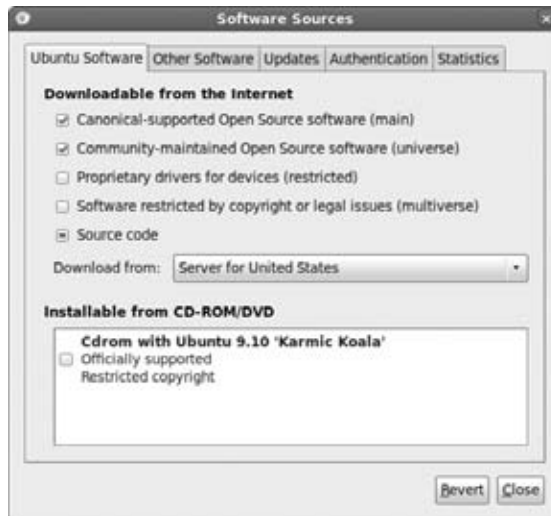 Software Sources
Ubuntu Software Other Software Updates Authentication Statistics
Downloadable from the Internet
Canonical-supported Open Source software (main)
Community-maintained Open Source software (universe)
Proprietary drivers for devices (restricted)
Software restricted by copyright or legal issues (multiverse)
Source code
Download from: Server for United States
Installable from CD-ROM/DVD
Cdrom with Ubuntu 9.10 'Karmic Koala'
Officially supported
Restricted copyright
Revert Close